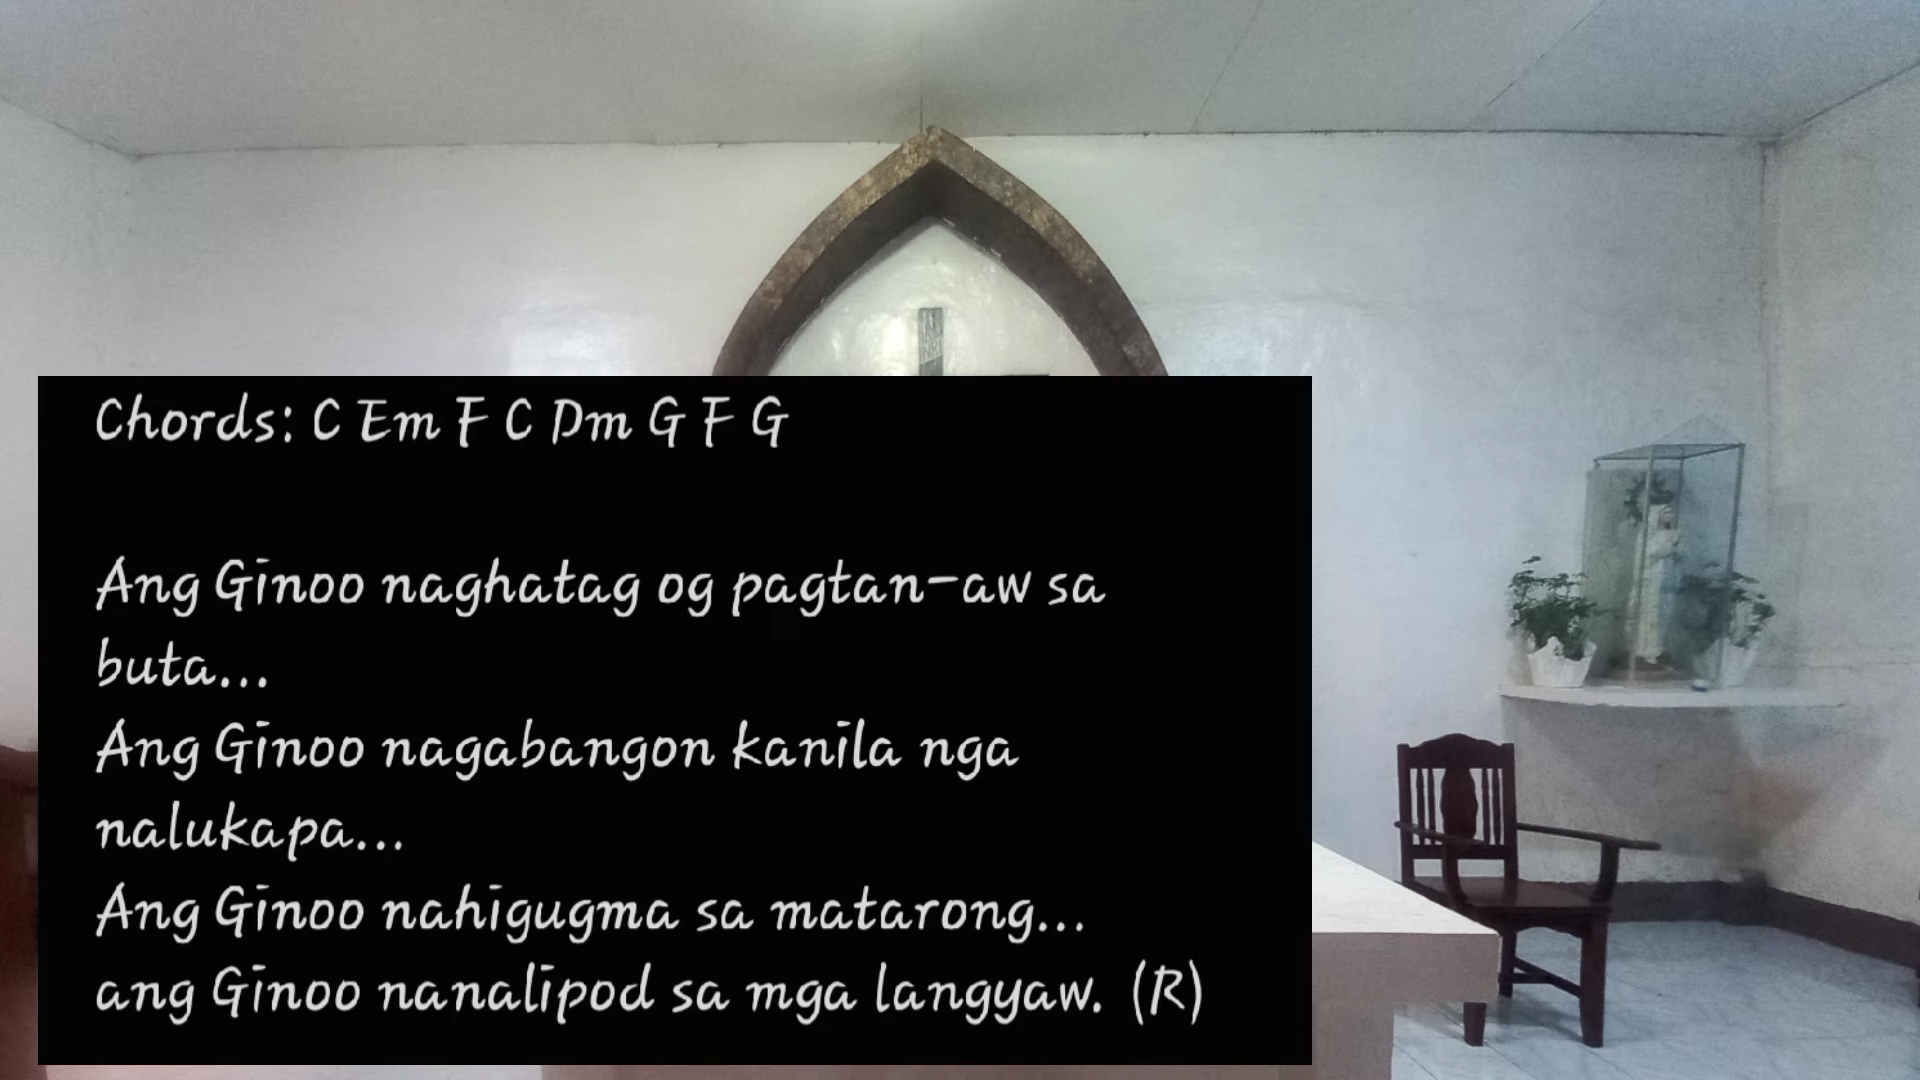 Chords: C Em F C Dm G F G
Ang Ginoo naghatag og pagtan-aw sa
buta...
Ang Ginoo nagabangon kanila nga
nalukapa...
Ang Ginoo nahigugma sa matarong...
ang Ginoo nanalipod sa mga langyaw. (R)